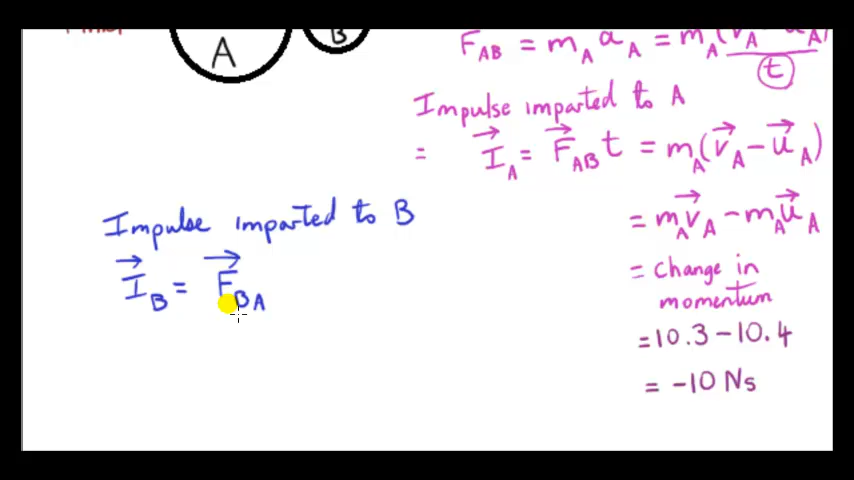 A
B
F_AB = m_A a_A = m_A (v_A - u_A)
t
Impulse imparted to A
= I_A = F_AB t = m_A(v_A - u_A)
= m_A v_A - m_A u_A
= Change in
momentum
= 10.3 - 10.4
= -10 Ns
Impulse imparted to B
I_B = F_BA